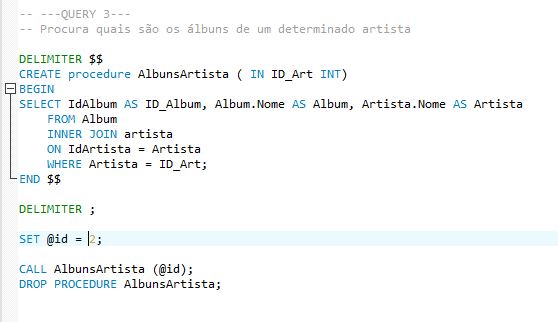 -- ---QUERY 3---
-- Procura quais são os álbuns de um determinado artista
DELIMITER $$
CREATE procedure AlbunsArtista ( IN ID_Art INT)
BEGIN
SELECT IdAlbum AS ID_Album, Album.Nome AS Album, Artista.Nome AS Artista
FROM Album
INNER JOIN artista
ON IdArtista = Artista
WHERE Artista = ID_Art;
END $$
DELIMITER ;
SET @id = 2;
CALL AlbunsArtista (@id);
DROP PROCEDURE AlbunsArtista;